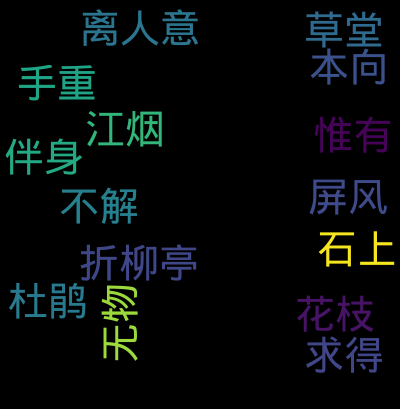 离人意
草堂
本向
手重
江烟
惟有
伴身
不解
屏风
石上
折柳亭
杜鹃
无物
花枝
求得